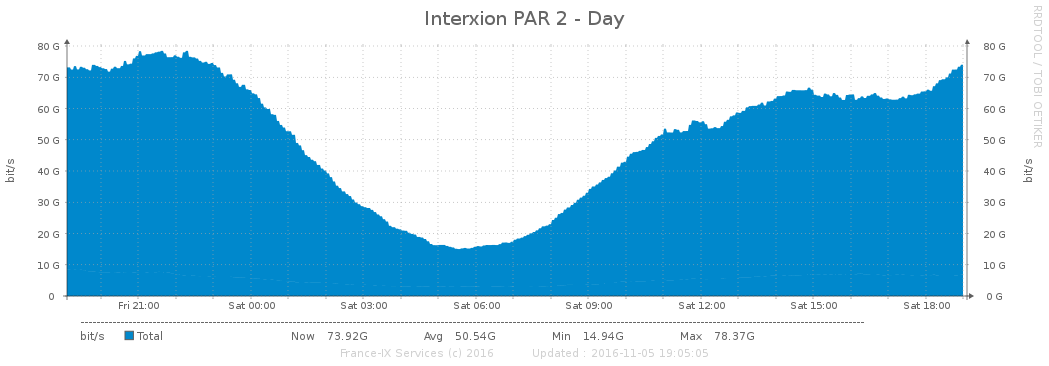 Interxion PAR 2 - Day
RRDTOOL / TOBI OETIKER
80 G 80 G
70 G 70 G
60 G 60 G
50 G 50 G
40 G 40 G
30 G 30 G
20 G 20 G
10 G 10 G
0 0 G
bit/s
bit/s
Fri 21:00 Sat 00:00 Sat 03:00 Sat 06:00 Sat 09:00 Sat 12:00 Sat 15:00 Sat 18:00
bit/s Total Now 73.92G Avg 50.54G Min 14.94G Max 78.37G
France-IX Services (c) 2016 Updated : 2016-11-05 19:05:05